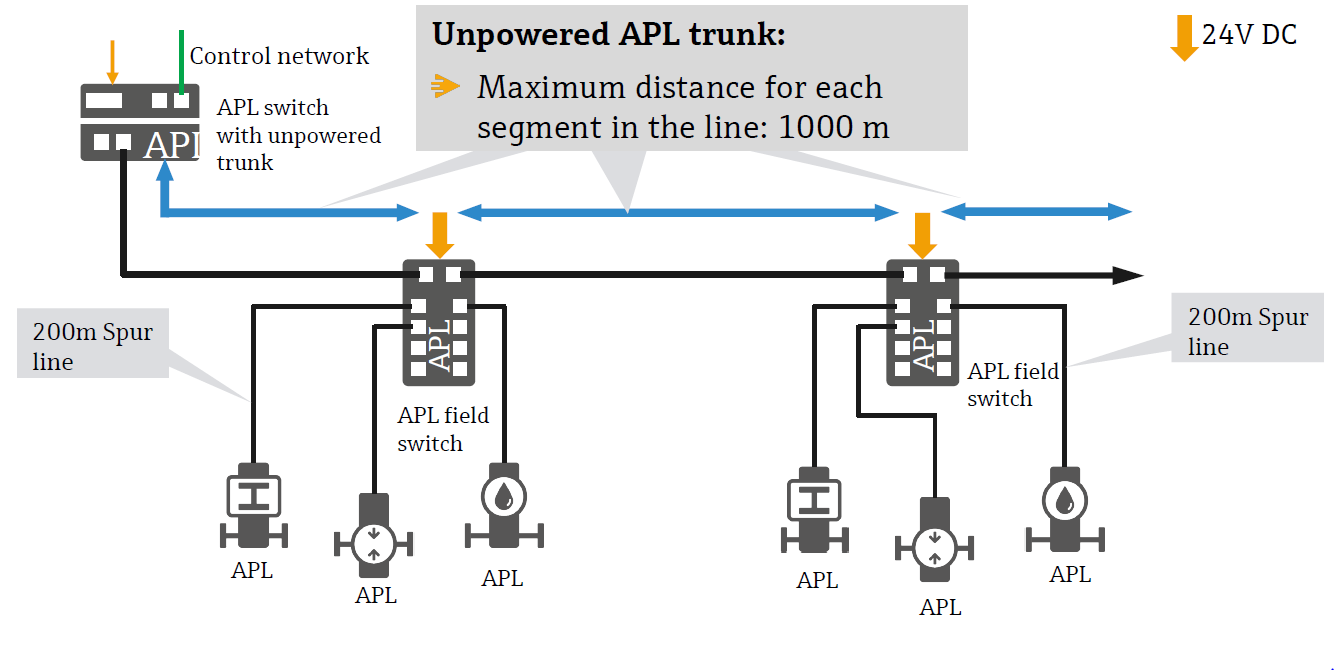 Unpowered APL trunk:
Maximum distance for each
segment in the line: 1000 m
24V DC
Control network
APL switch
with unpowered
trunk
APL
200m Spur
line
APL
APL field
switch
APL
APL field
switch
200m Spur
line
APL
APL
APL
APL
APL
APL